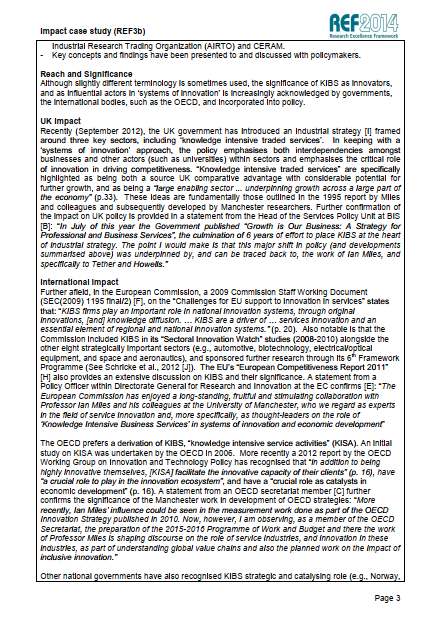 Impact case study (REF3b)
REF2014
Research Excellence Framework
Industrial Research Trading Organization (AIRTO) and CERAM.
- Key concepts and findings have been presented to and discussed with policymakers.
Reach and Significance
Although slightly different terminology is sometimes used, the significance of KIBS as innovators,
and as influential actors in 'systems of innovation' is increasingly acknowledged by governments,
the international bodies, such as the OECD, and incorporated into policy.
UK Impact
Recently (September 2012), the UK government has introduced an industrial strategy [I] framed
around three key sectors, including "knowledge intensive traded services". In keeping with a
'systems of innovation' approach, the policy emphasises both interdependencies amongst
businesses and other actors (such as universities) within sectors and emphasises the critical role
of innovation in driving competitiveness. "Knowledge intensive traded services" are specifically
highlighted as being both a source UK comparative advantage with considerable potential for
further growth, and as being a "large enabling sector ... underpinning growth across a large part of
the economy" (p.33). These ideas are fundamentally those outlined in the 1995 report by Miles
and colleagues and subsequently developed by Manchester researchers. Further confirmation of
the impact on UK policy is provided in a statement from the Head of the Services Policy Unit at BIS
[B]: "In July of this year the Government published "Growth is Our Business: A Strategy for
Professional and Business Services", the culmination of 6 years of effort to place KIBS at the heart
of industrial strategy. The point I would make is that this major shift in policy (and developments
summarised above) was underpinned by, and can be traced back to, the work of Ian Miles, and
specifically to Tether and Howells."
International Impact
Further afield, in the European Commission, a 2009 Commission Staff Working Document
(SEC(2009) 1195 final/2) [F], on the "Challenges for EU support to innovation in services" states
that: "KIBS firms play an important role in national innovation systems, through original
innovations, [and] knowledge diffusion. ... KIBS are a driver of ... services innovation and an
essential element of regional and national innovation systems." (p. 20). Also notable is that the
Commission included KIBS in its "Sectoral Innovation Watch" studies (2008-2010) alongside the
other eight strategically important sectors (e.g., automotive, biotechnology, electrical/optical
equipment, and space and aeronautics), and sponsored further research through its 6th Framework
Programme (See Schricke et al., 2012 [J]). The EU's "European Competitiveness Report 2011"
[H] also provides an extensive discussion on KIBS and their significance. A statement from a
Policy Officer within Directorate General for Research and Innovation at the EC confirms [E]: "The
European Commission has enjoyed a long-standing, fruitful and stimulating collaboration with
Professor Ian Miles and his colleagues at the University of Manchester, who we regard as experts
in the field of service innovation and, more specifically, as thought-leaders on the role of
'Knowledge Intensive Business Services' in systems of innovation and economic development"
The OECD prefers a derivation of KIBS, "knowledge intensive service activities" (KISA). An initial
study on KISA was undertaken by the OECD in 2006. More recently a 2012 report by the OECD
Working Group on Innovation and Technology Policy has recognised that "in addition to being
highly innovative themselves, [KISA] facilitate the innovative capacity of their clients" (p. 16), have
"a crucial role to play in the innovation ecosystem", and have a "crucial role as catalysts in
economic development" (p. 16). A statement from an OECD secretariat member [C] further
confirms the significance of the Manchester work in development of OECD strategies: "More
recently, Ian Miles' influence could be seen in the measurement work done as part of the OECD
Innovation Strategy published in 2010. Now, however, I am observing, as a member of the OECD
Secretariat, the preparation of the 2015-2016 Programme of Work and Budget and there the work
of Professor Miles is shaping discourse on the role of service industries, and innovation in these
industries, as part of understanding global value chains and also the planned work on the impact of
inclusive innovation."
Other national governments have also recognised KIBS strategic and catalysing role (e.g., Norway,
Page 3